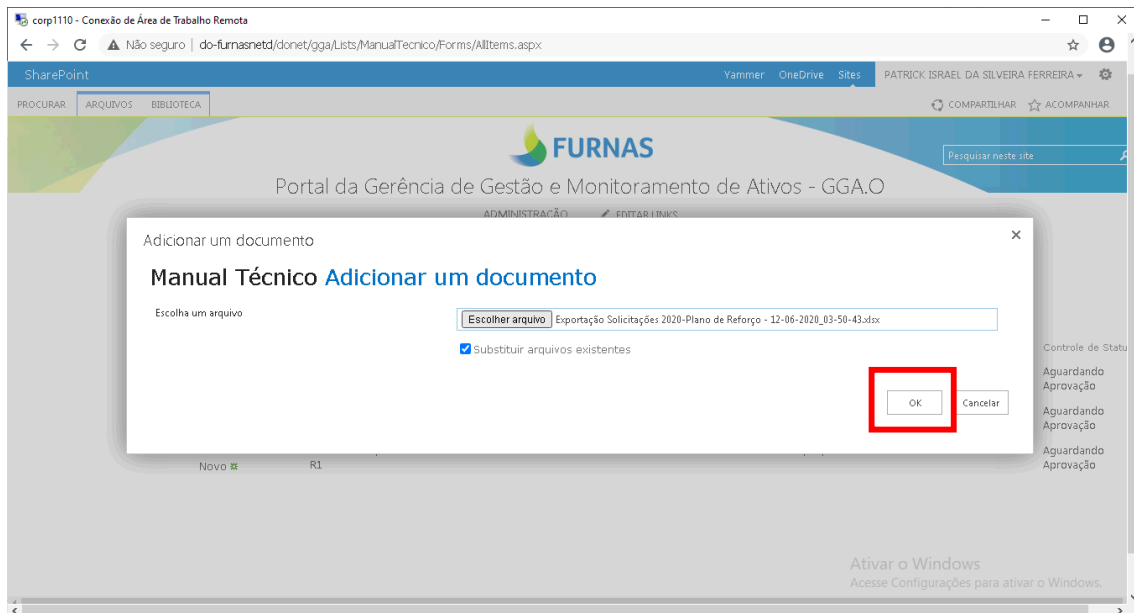 corp1110 - Conexão de Área de Trabalho Remota
Não seguro | do-furnasnetd/donet/gga/Lists/ManualTecnico/Forms/AllItems.aspx
SharePoint Yammer OneDrive Sites PATRICK ISRAEL DA SILVEIRA FERREIRA
PROCURAR ARQUIVOS BIBLIOTECA COMPARTILHAR ACOMPANHAR
FURNAS
Pesquisar neste site
Portal da Gerência de Gestão e Monitoramento de Ativos - GGA.O
ADMINISTRAÇÃO EDITAR LINKS
Adicionar um documento
Manual Técnico Adicionar um documento
Escolha um arquivo
Escolher arquivo Exportação Solicitações 2020-Plano de Reforço - 12-06-2020_03-50-43.xlsx
Substituir arquivos existentes
Controle de Statu
Aguardando
Aprovação
OK Cancelar
Aguardando
Aprovação
Aguardando
Aprovação
Novo R1
Ativar o Windows
Acesse Configurações para ativar o Windows.